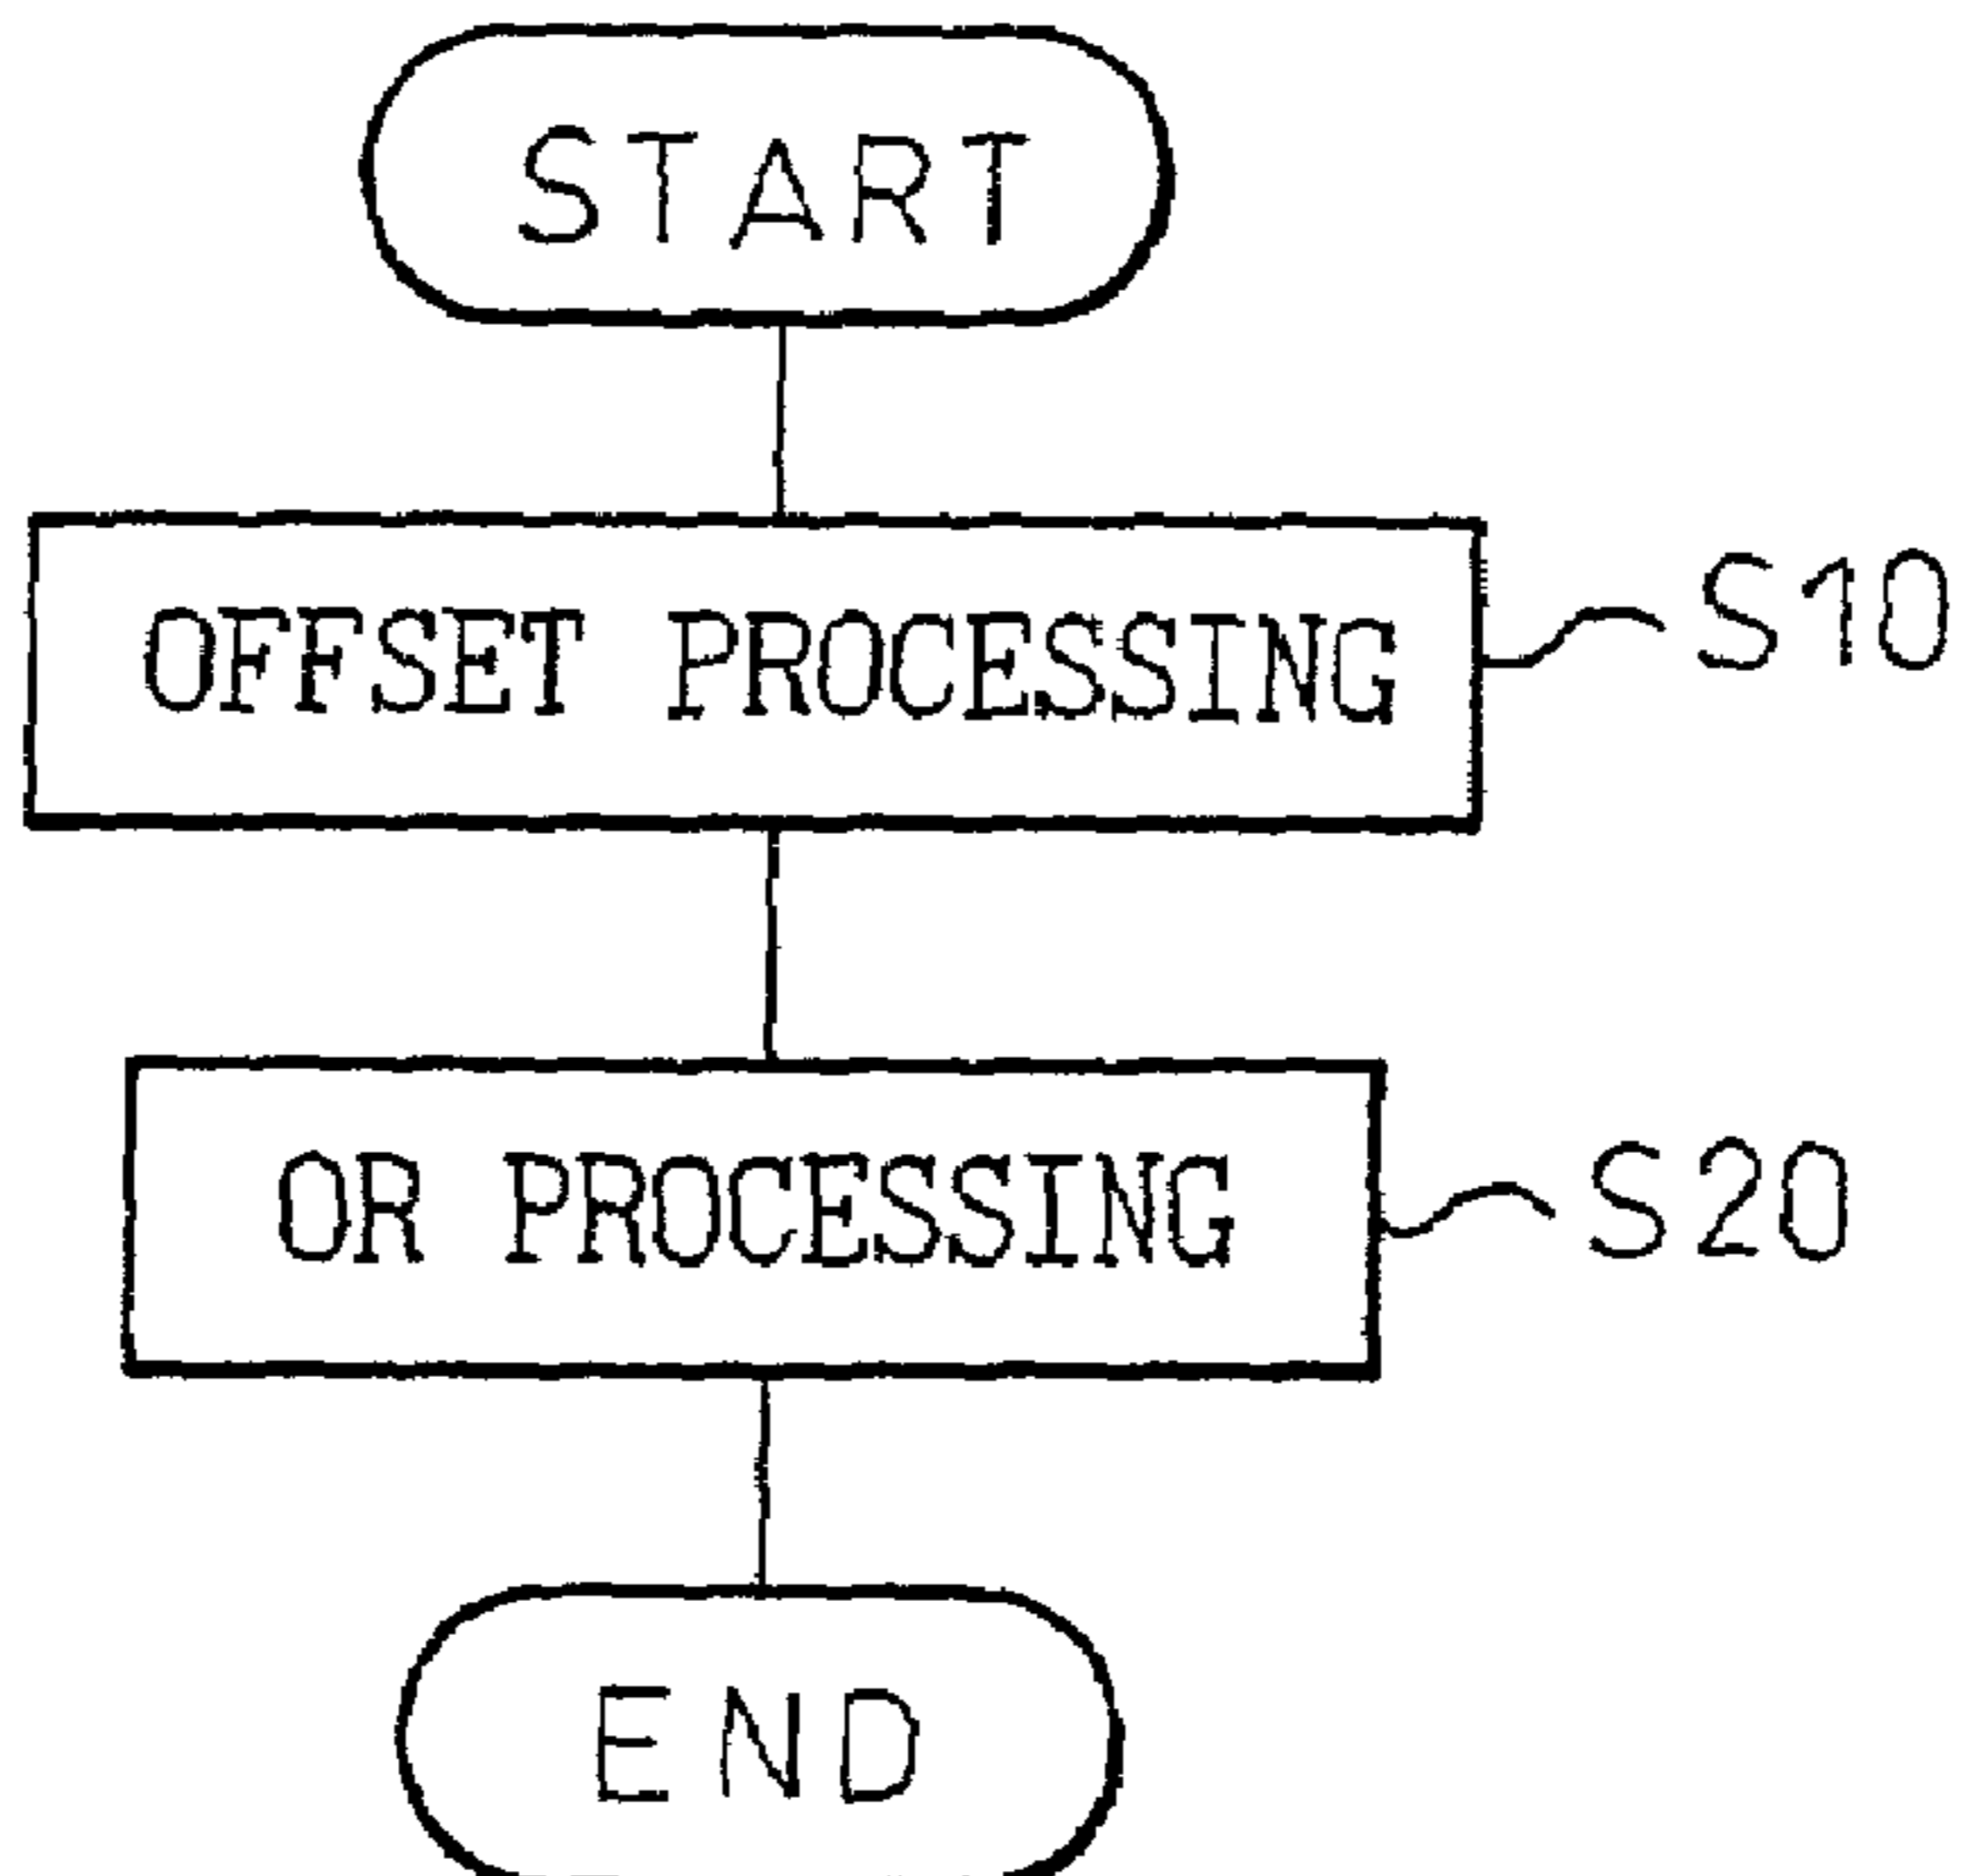 START
OFFSET PROCESSING
S10
OR PROCESSING
S20
END